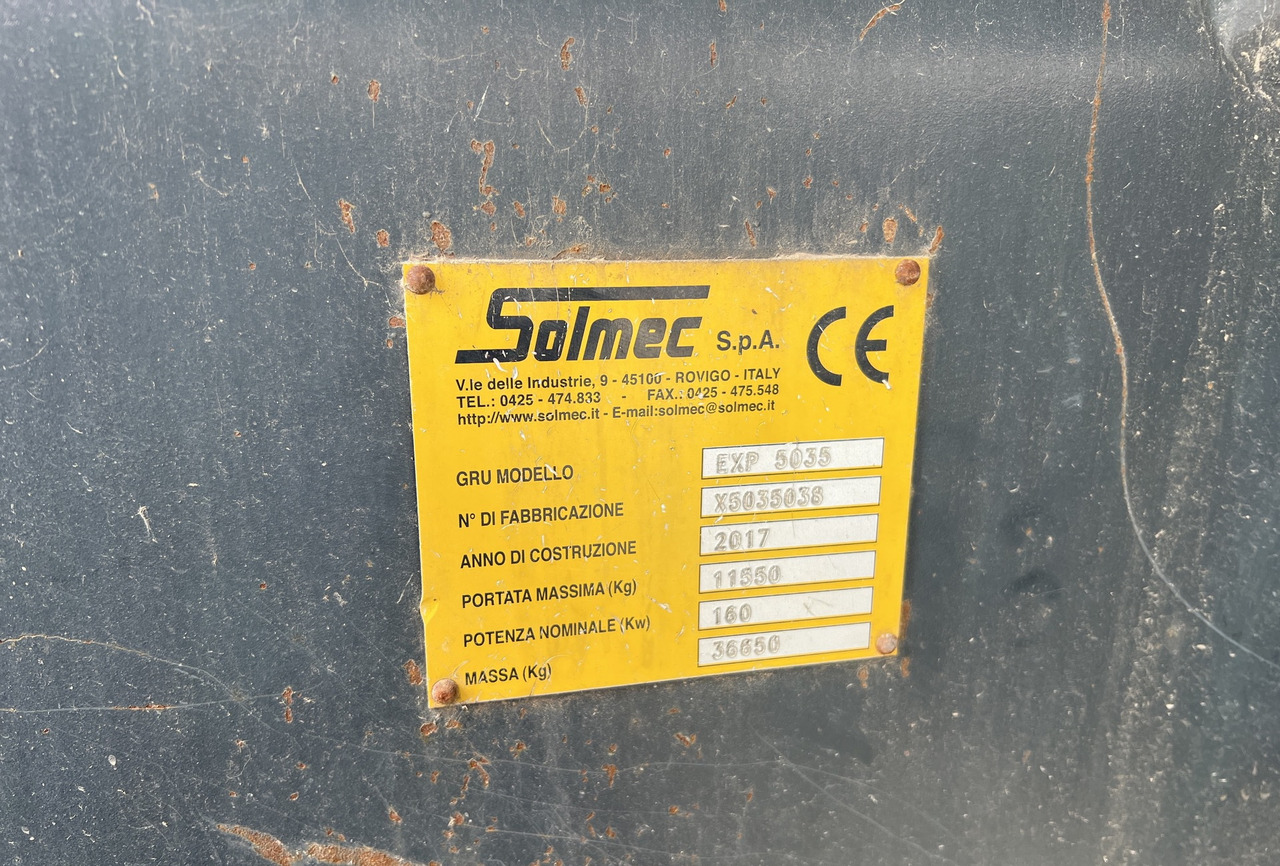 Solmec S.p.A. CE
V.le delle Industrie, 9 - 45100 - ROVIGO - ITALY
TEL.: 0425 - 474.833 - FAX.: 0425 - 475.548
http://www.solmec.it - E-mail:solmec@solmec.it
GRU MODELLO EXP 5035
N° DI FABBRICAZIONE X5035038
ANNO DI COSTRUZIONE 2017
PORTATA MASSIMA (Kg) 11550
POTENZA NOMINALE (Kw) 160
MASSA (Kg) 36650